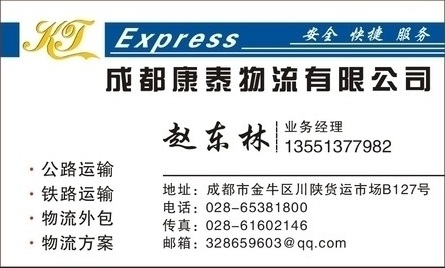 KT Express 安全 快捷 服务
成都康泰物流有限公司
赵东林 业务经理
13551377982
· 公路运输
· 铁路运输
· 物流外包
· 物流方案
地址：成都市金牛区川陕货运市场B127号
电话：028-65381800
传真：028-61602146
邮箱：328659603@qq.com